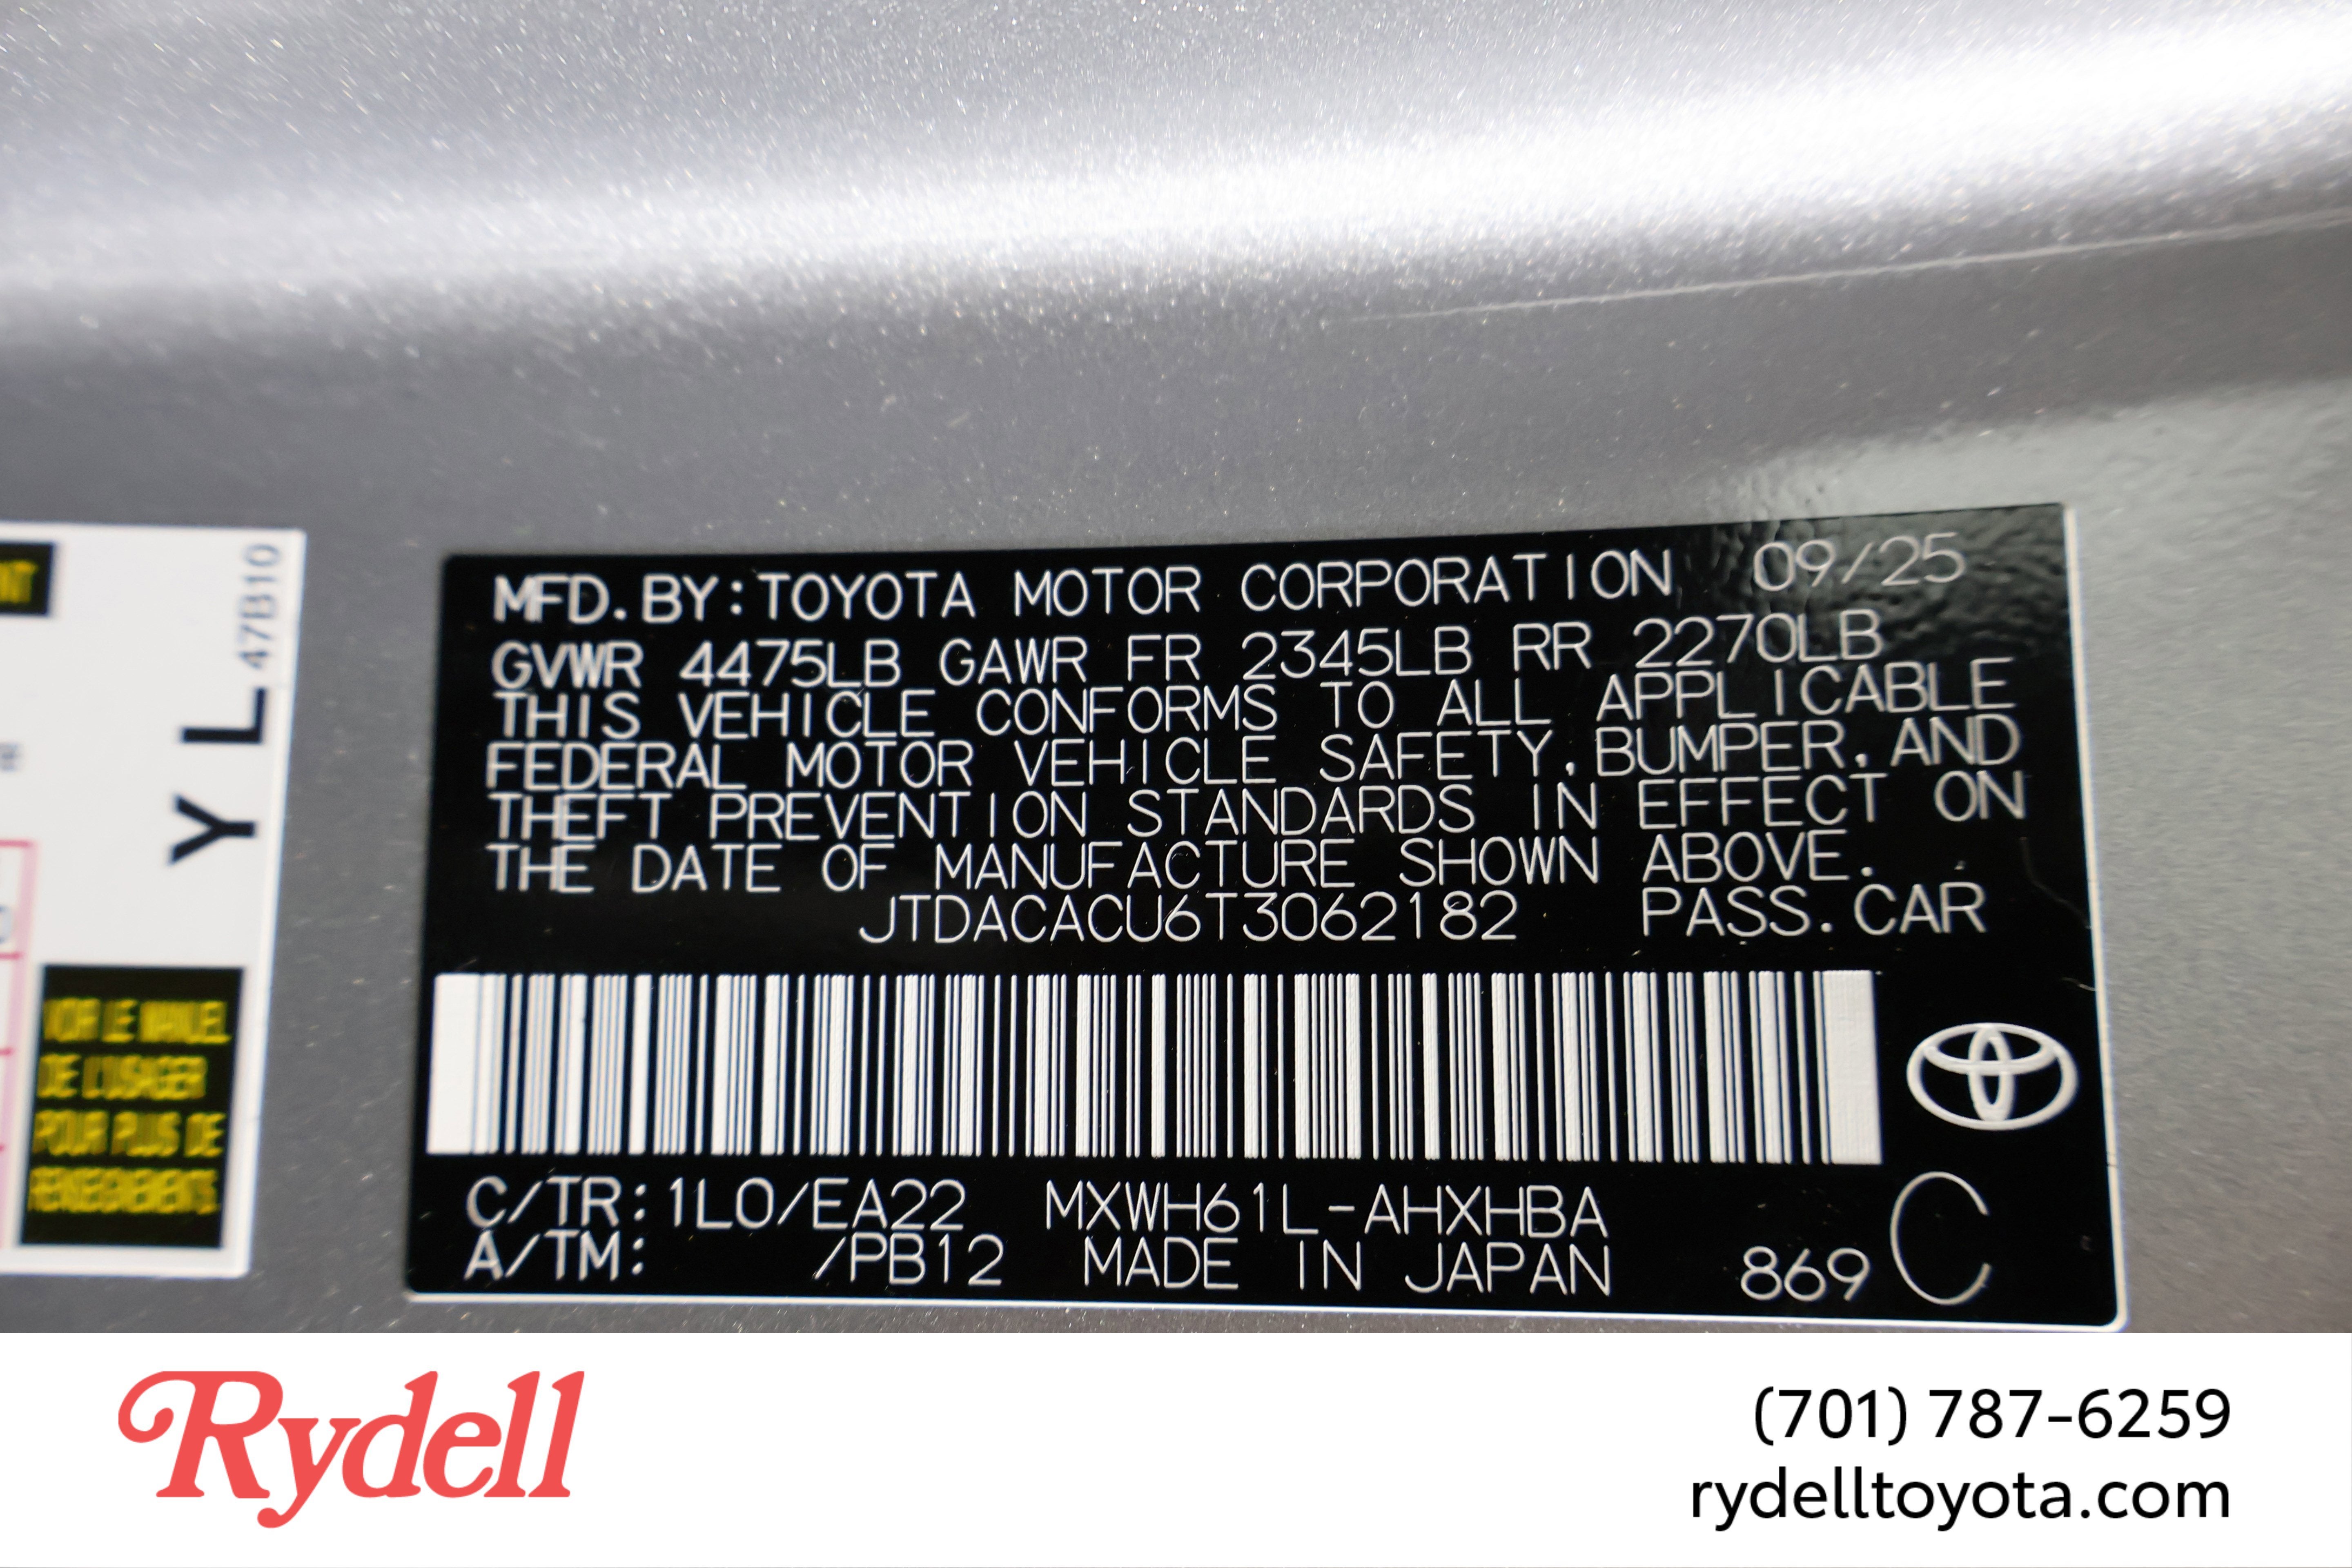 MFD. BY: TOYOTA MOTOR CORPORATION 09/25
GVWR 4475LB GAWR FR 2345LB RR 2270LB
THIS VEHICLE CONFORMS TO ALL APPLICABLE
FEDERAL MOTOR VEHICLE SAFETY, BUMPER, AND
THEFT PREVENTION STANDARDS IN EFFECT ON
THE DATE OF MANUFACTURE SHOWN ABOVE.
JTDACACU6T3062182 PASS. CAR
C/TR: 1L0/EA22 MXWH61L-AHXHBA
A/TM: /PB12 MADE IN JAPAN 869 C
47B10
Y L
VOIR LE MANUEL
DE L'USAGER
POUR PLUS DE
RENSEIGNEMENTS.
Rydell
(701) 787-6259
rydelltoyota.com